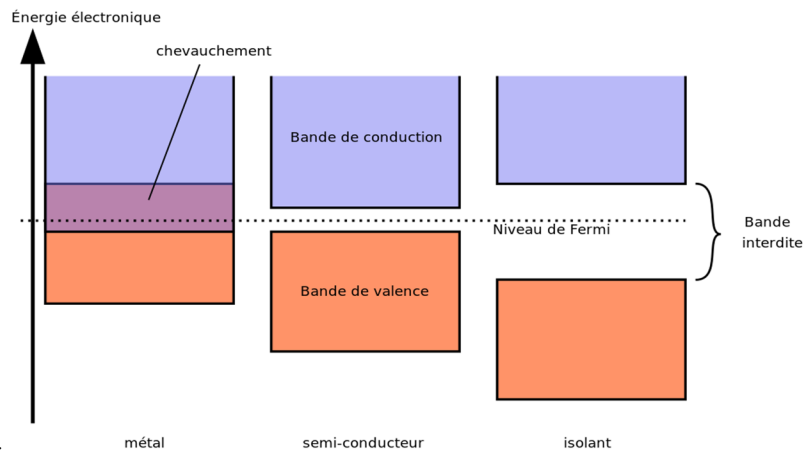 Énergie électronique
chevauchement
Bande de conduction
Niveau de Fermi
Bande
interdite
Bande de valence
métal
semi-conducteur
isolant